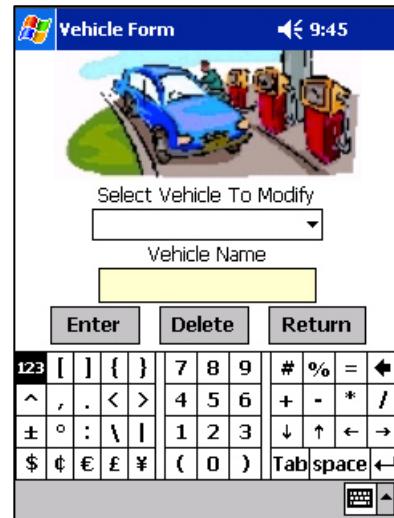 Vehicle Form 9:45
Select Vehicle To Modify
Vehicle Name
Enter Delete Return
123 [ ] { } 7 8 9 # % = 🡄
^ , . < > 4 5 6 + - * /
± ° : \ | 1 2 3 ↓ ↑ ← →
$ ¢ € £ ¥ ( 0 ) Tab space ↵